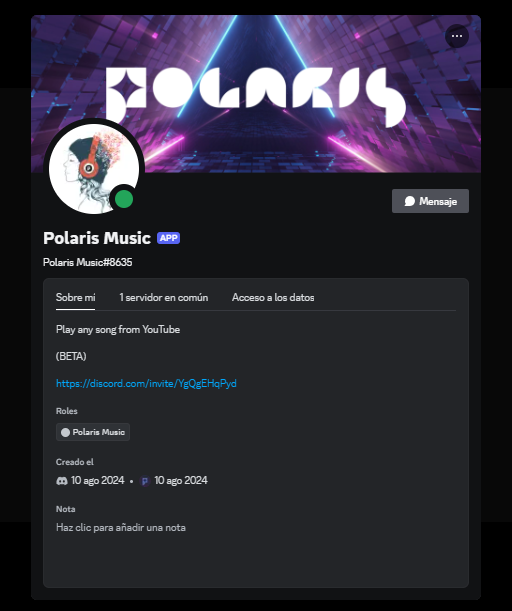 POLARIS
Mensaje
Polaris Music APP
Polaris Music#8635
Sobre mí 1 servidor en común Acceso a los datos
Play any song from YouTube
(BETA)
https://discord.com/invite/YgQgEHqPyd
Roles
Polaris Music
Creado el
10 ago 2024 • 10 ago 2024
Nota
Haz clic para añadir una nota